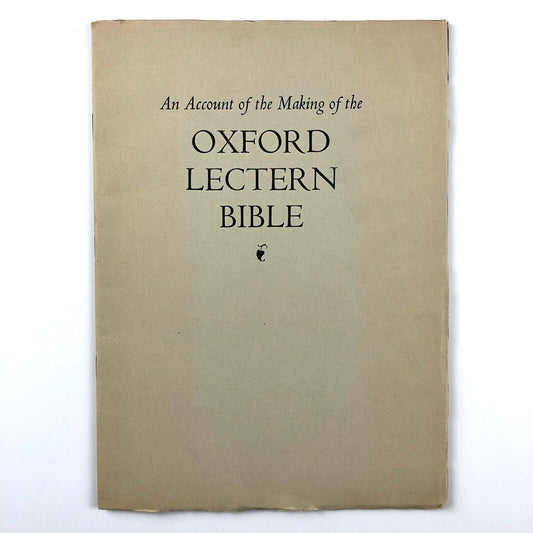 An Account of the Making of the
OXFORD
LECTERN
BIBLE